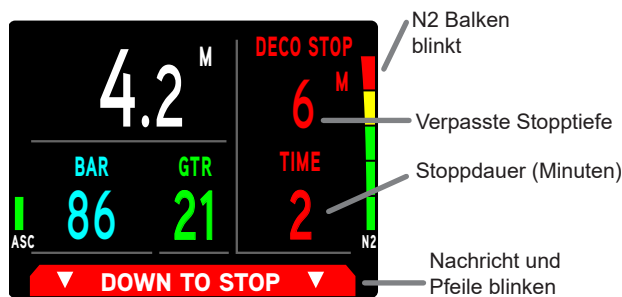 N2 Balken
blinkt
DECO STOP
4.2 M
6 M
Verpasste Stopptiefe
BAR
GTR
TIME
Stoppdauer (Minuten)
86
21
2
ASC
N2
▼ DOWN TO STOP ▼
Nachricht und
Pfeile blinken